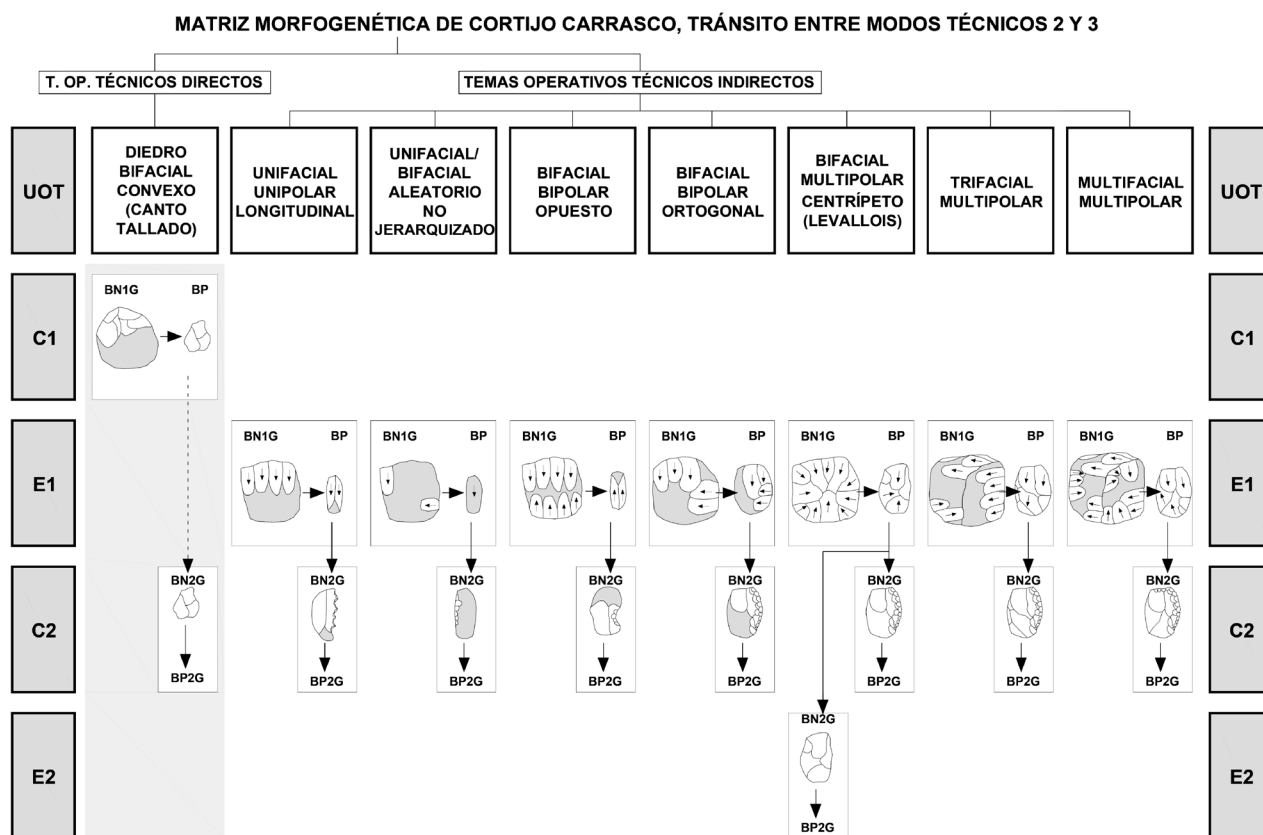 MATRIZ MORFOGENÉTICA DE CORTIJO CARRASCO, TRÁNSITO ENTRE MODOS TÉCNICOS 2 Y 3
T. OP. TÉCNICOS DIRECTOS
TEMAS OPERATIVOS TÉCNICOS INDIRECTOS
UOT
DIEDRO
BIFACIAL
CONVEXO
(CANTO
TALLADO)
UNIFACIAL
UNIPOLAR
LONGITUDINAL
UNIFACIAL/
BIFACIAL
ALEATORIO
NO
JERARQUIZADO
BIFACIAL
BIPOLAR
OPUESTO
BIFACIAL
BIPOLAR
ORTOGONAL
BIFACIAL
MULTIPOLAR
CENTRÍPETO
(LEVALLOIS)
TRIFACIAL
MULTIPOLAR
MULTIFACIAL
MULTIPOLAR
UOT
C1
BN1G BP
C1
E1
BN1G BP
BN1G BP
BN1G BP
BN1G BP
BN1G BP
BN1G BP
BN1G BP
E1
C2
BN2G
BP2G
BN2G
BP2G
BN2G
BP2G
BN2G
BP2G
BN2G
BP2G
BN2G
BP2G
BN2G
BP2G
BN2G
BP2G
C2
E2
BN2G
BP2G
E2